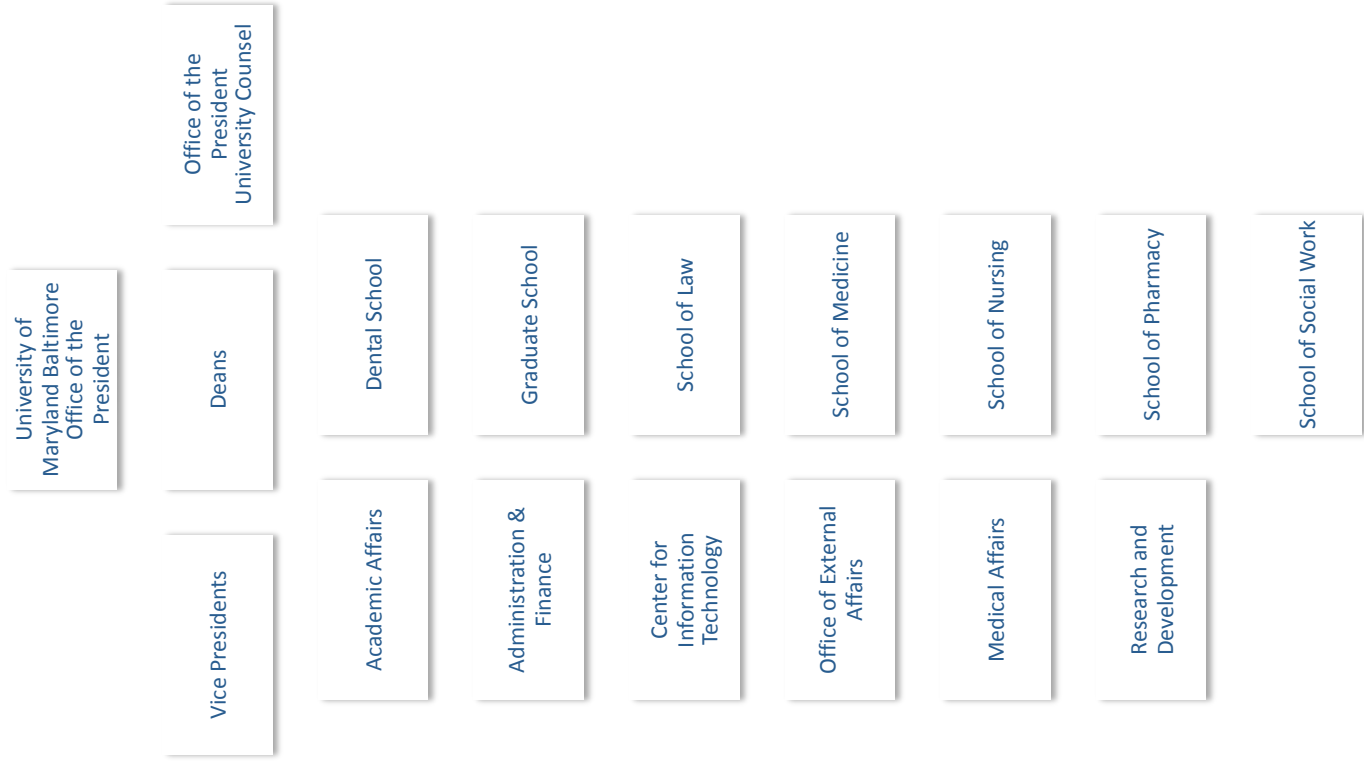 University of
Maryland Baltimore
Office of the
President
Vice Presidents
Deans
Office of the
President
University Counsel
Academic Affairs
Dental School
Administration &
Finance
Graduate School
Center for
Information
Technology
School of Law
Office of External
Affairs
School of Medicine
Medical Affairs
School of Nursing
Research and
Development
School of Pharmacy
School of Social Work